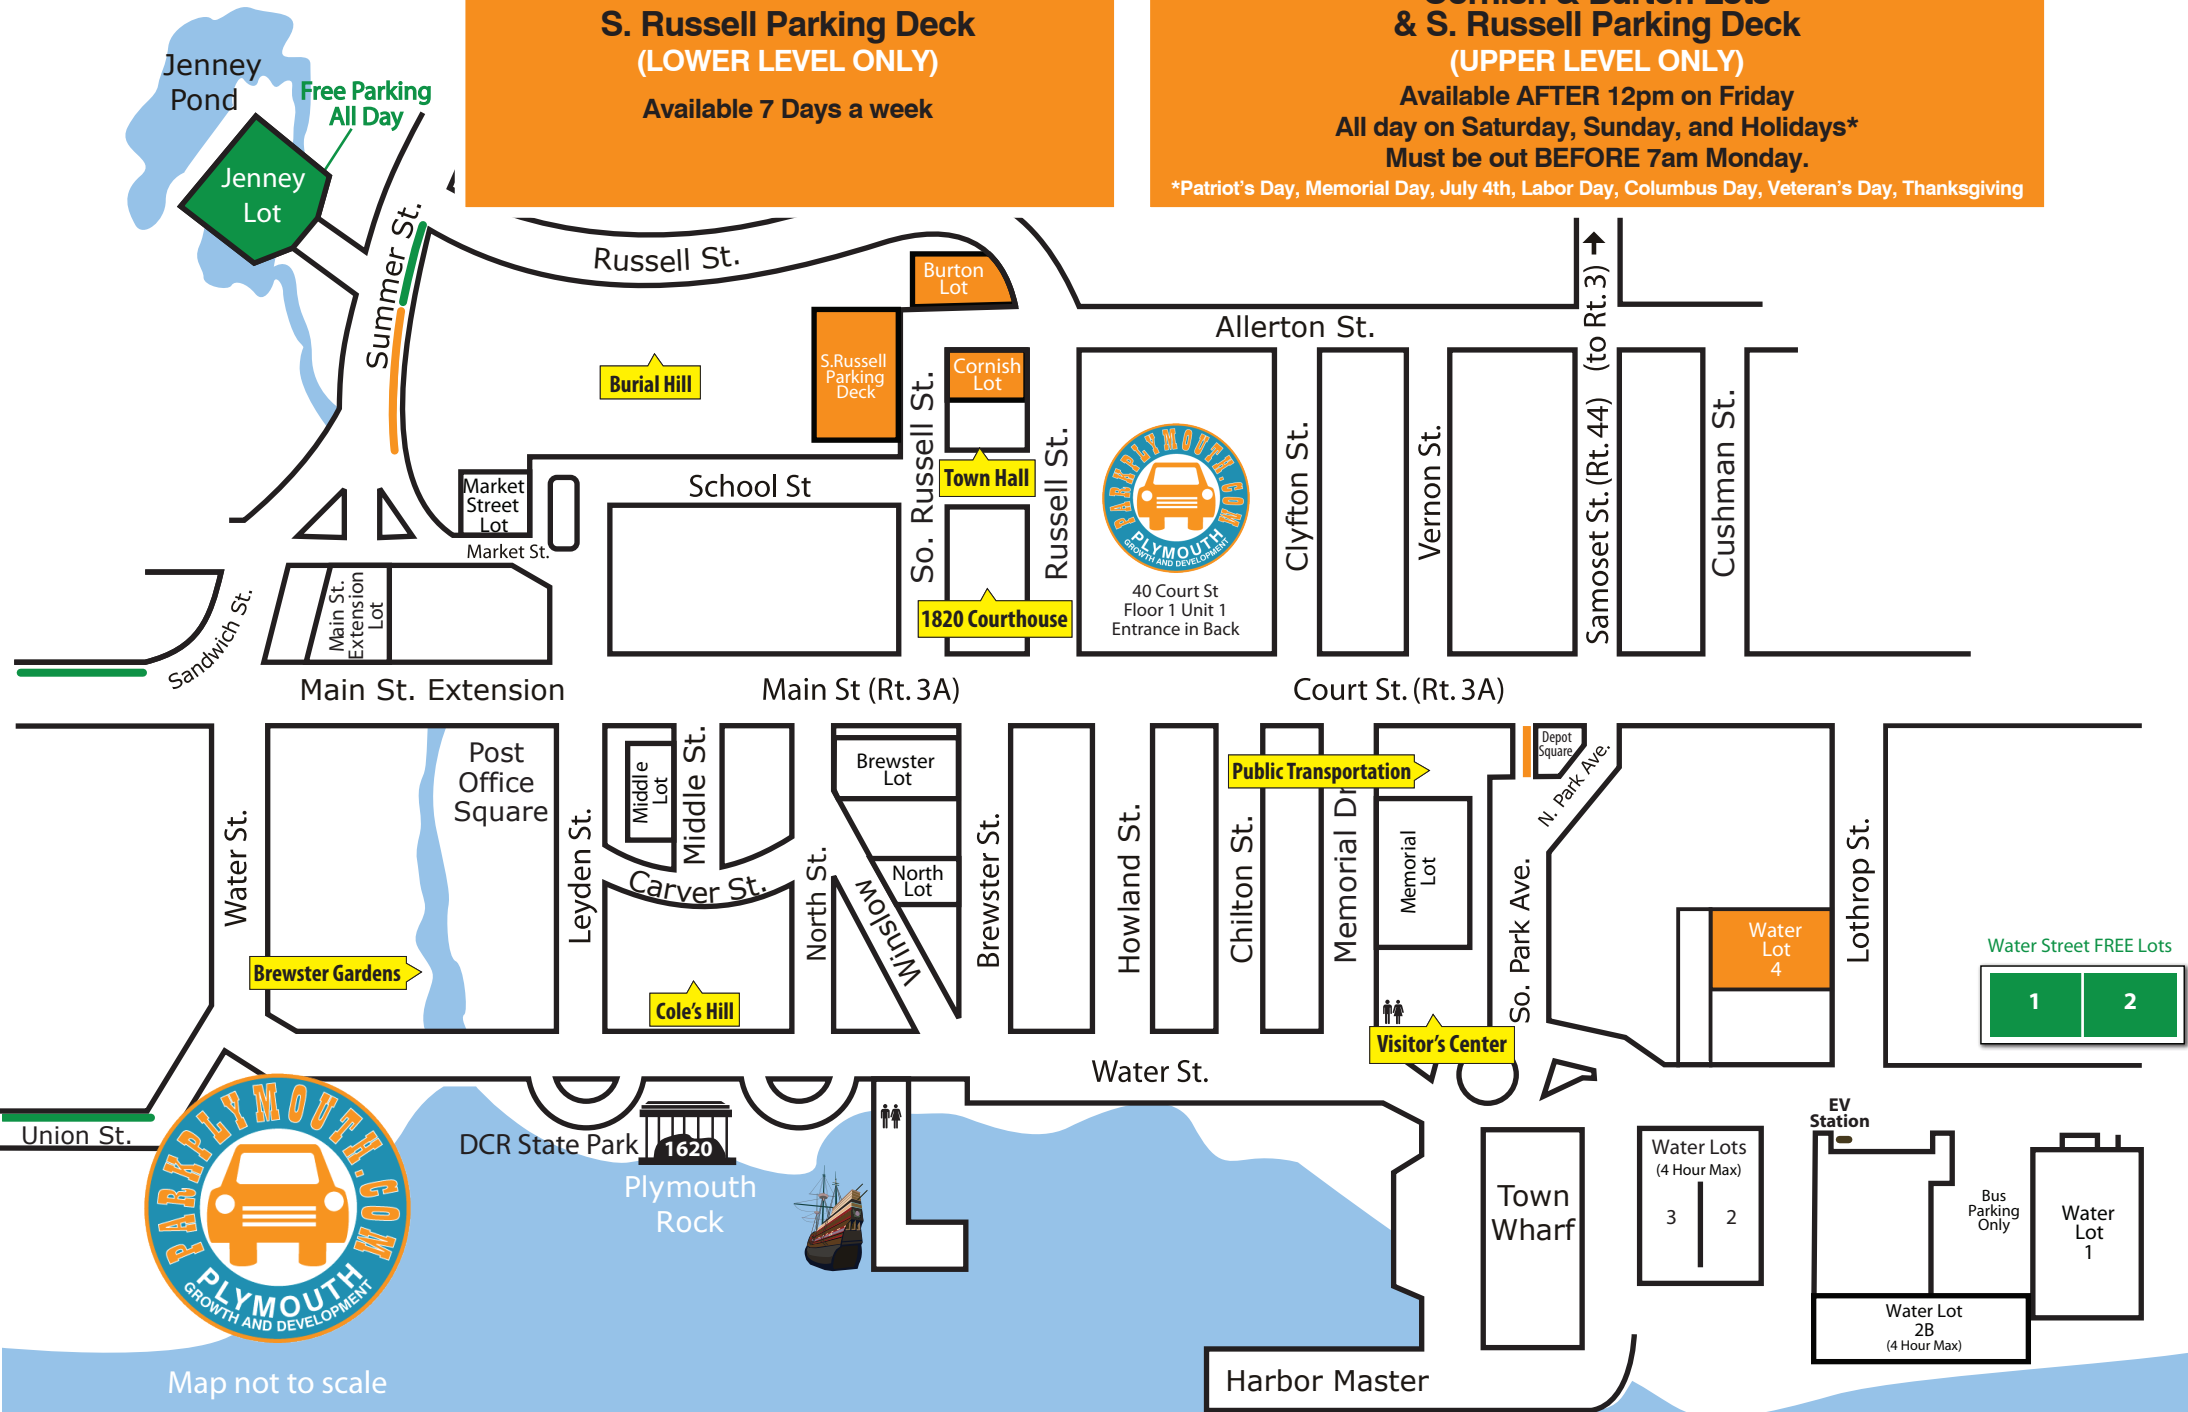 S. Russell Parking Deck
(LOWER LEVEL ONLY)
Available 7 Days a week
Cornish & Burton Lots
& S. Russell Parking Deck
(UPPER LEVEL ONLY)
Available AFTER 12pm on Friday
All day on Saturday, Sunday, and Holidays*
Must be out BEFORE 7am Monday.
*Patriot's Day, Memorial Day, July 4th, Labor Day, Columbus Day, Veteran's Day, Thanksgiving
Jenney
Pond
Free Parking
All Day
Jenney
Lot
Summer St.
Russell St.
Burton
Lot
Allerton St.
(to Rt. 3)
S.Russell
Parking
Deck
Cornish
Lot
Burial Hill
So. Russell St.
Town Hall
Russell St.
PARKPLYMOUTH.COM
PLYMOUTH
GROWTH AND DEVELOPMENT
40 Court St
Floor 1 Unit 1
Entrance in Back
Clyfton St.
Vernon St.
Samoset St. (Rt. 44)
Cushman St.
School St
Market
Street
Lot
Market St.
1820 Courthouse
Sandwich St.
Main St.
Extension
Lot
Main St. Extension
Main St (Rt. 3A)
Court St. (Rt. 3A)
Post
Office
Square
Middle
Lot
Middle St.
Brewster
Lot
Public Transportation
Depot
Square
N. Park Ave.
Water St.
Leyden St.
Carver St.
North St.
Winslow
North
Lot
Brewster St.
Howland St.
Chilton St.
Memorial Dr
Memorial
Lot
So. Park Ave.
Water
Lot
4
Lothrop St.
Water Street FREE Lots
1
2
Brewster Gardens
Cole's Hill
Visitor's Center
Water St.
Union St.
DCR State Park
1620
Plymouth
Rock
EV
Station
Water Lots
(4 Hour Max)
3
2
Town
Wharf
Bus
Parking
Only
Water
Lot
1
Water Lot
2B
(4 Hour Max)
Harbor Master
PARKPLYMOUTH.COM
PLYMOUTH
GROWTH AND DEVELOPMENT
Map not to scale